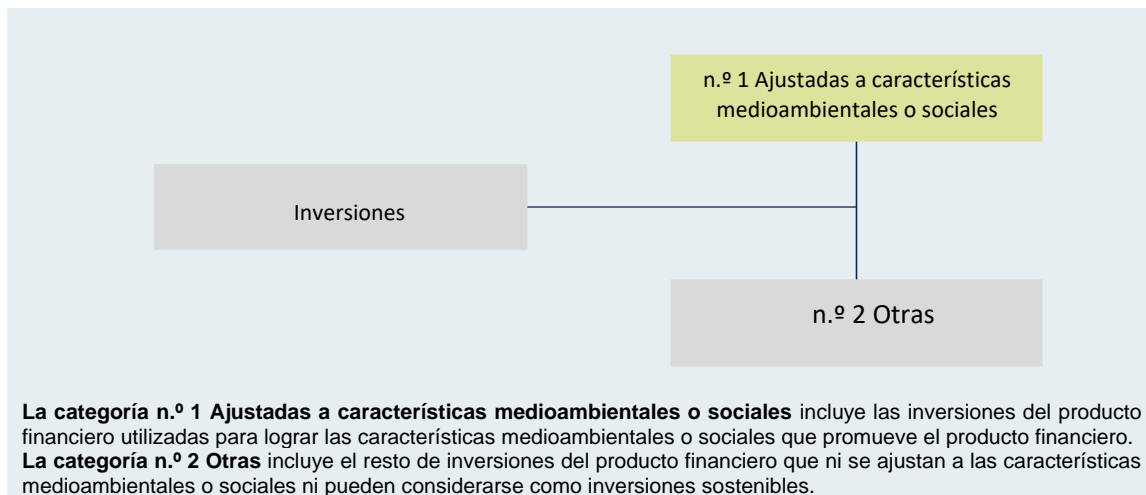 n.º 1 Ajustadas a características
medioambientales o sociales
Inversiones
n.º 2 Otras
La categoría n.º 1 Ajustadas a características medioambientales o sociales incluye las inversiones del producto
financiero utilizadas para lograr las características medioambientales o sociales que promueve el producto financiero.
La categoría n.º 2 Otras incluye el resto de inversiones del producto financiero que ni se ajustan a las características
medioambientales o sociales ni pueden considerarse como inversiones sostenibles.